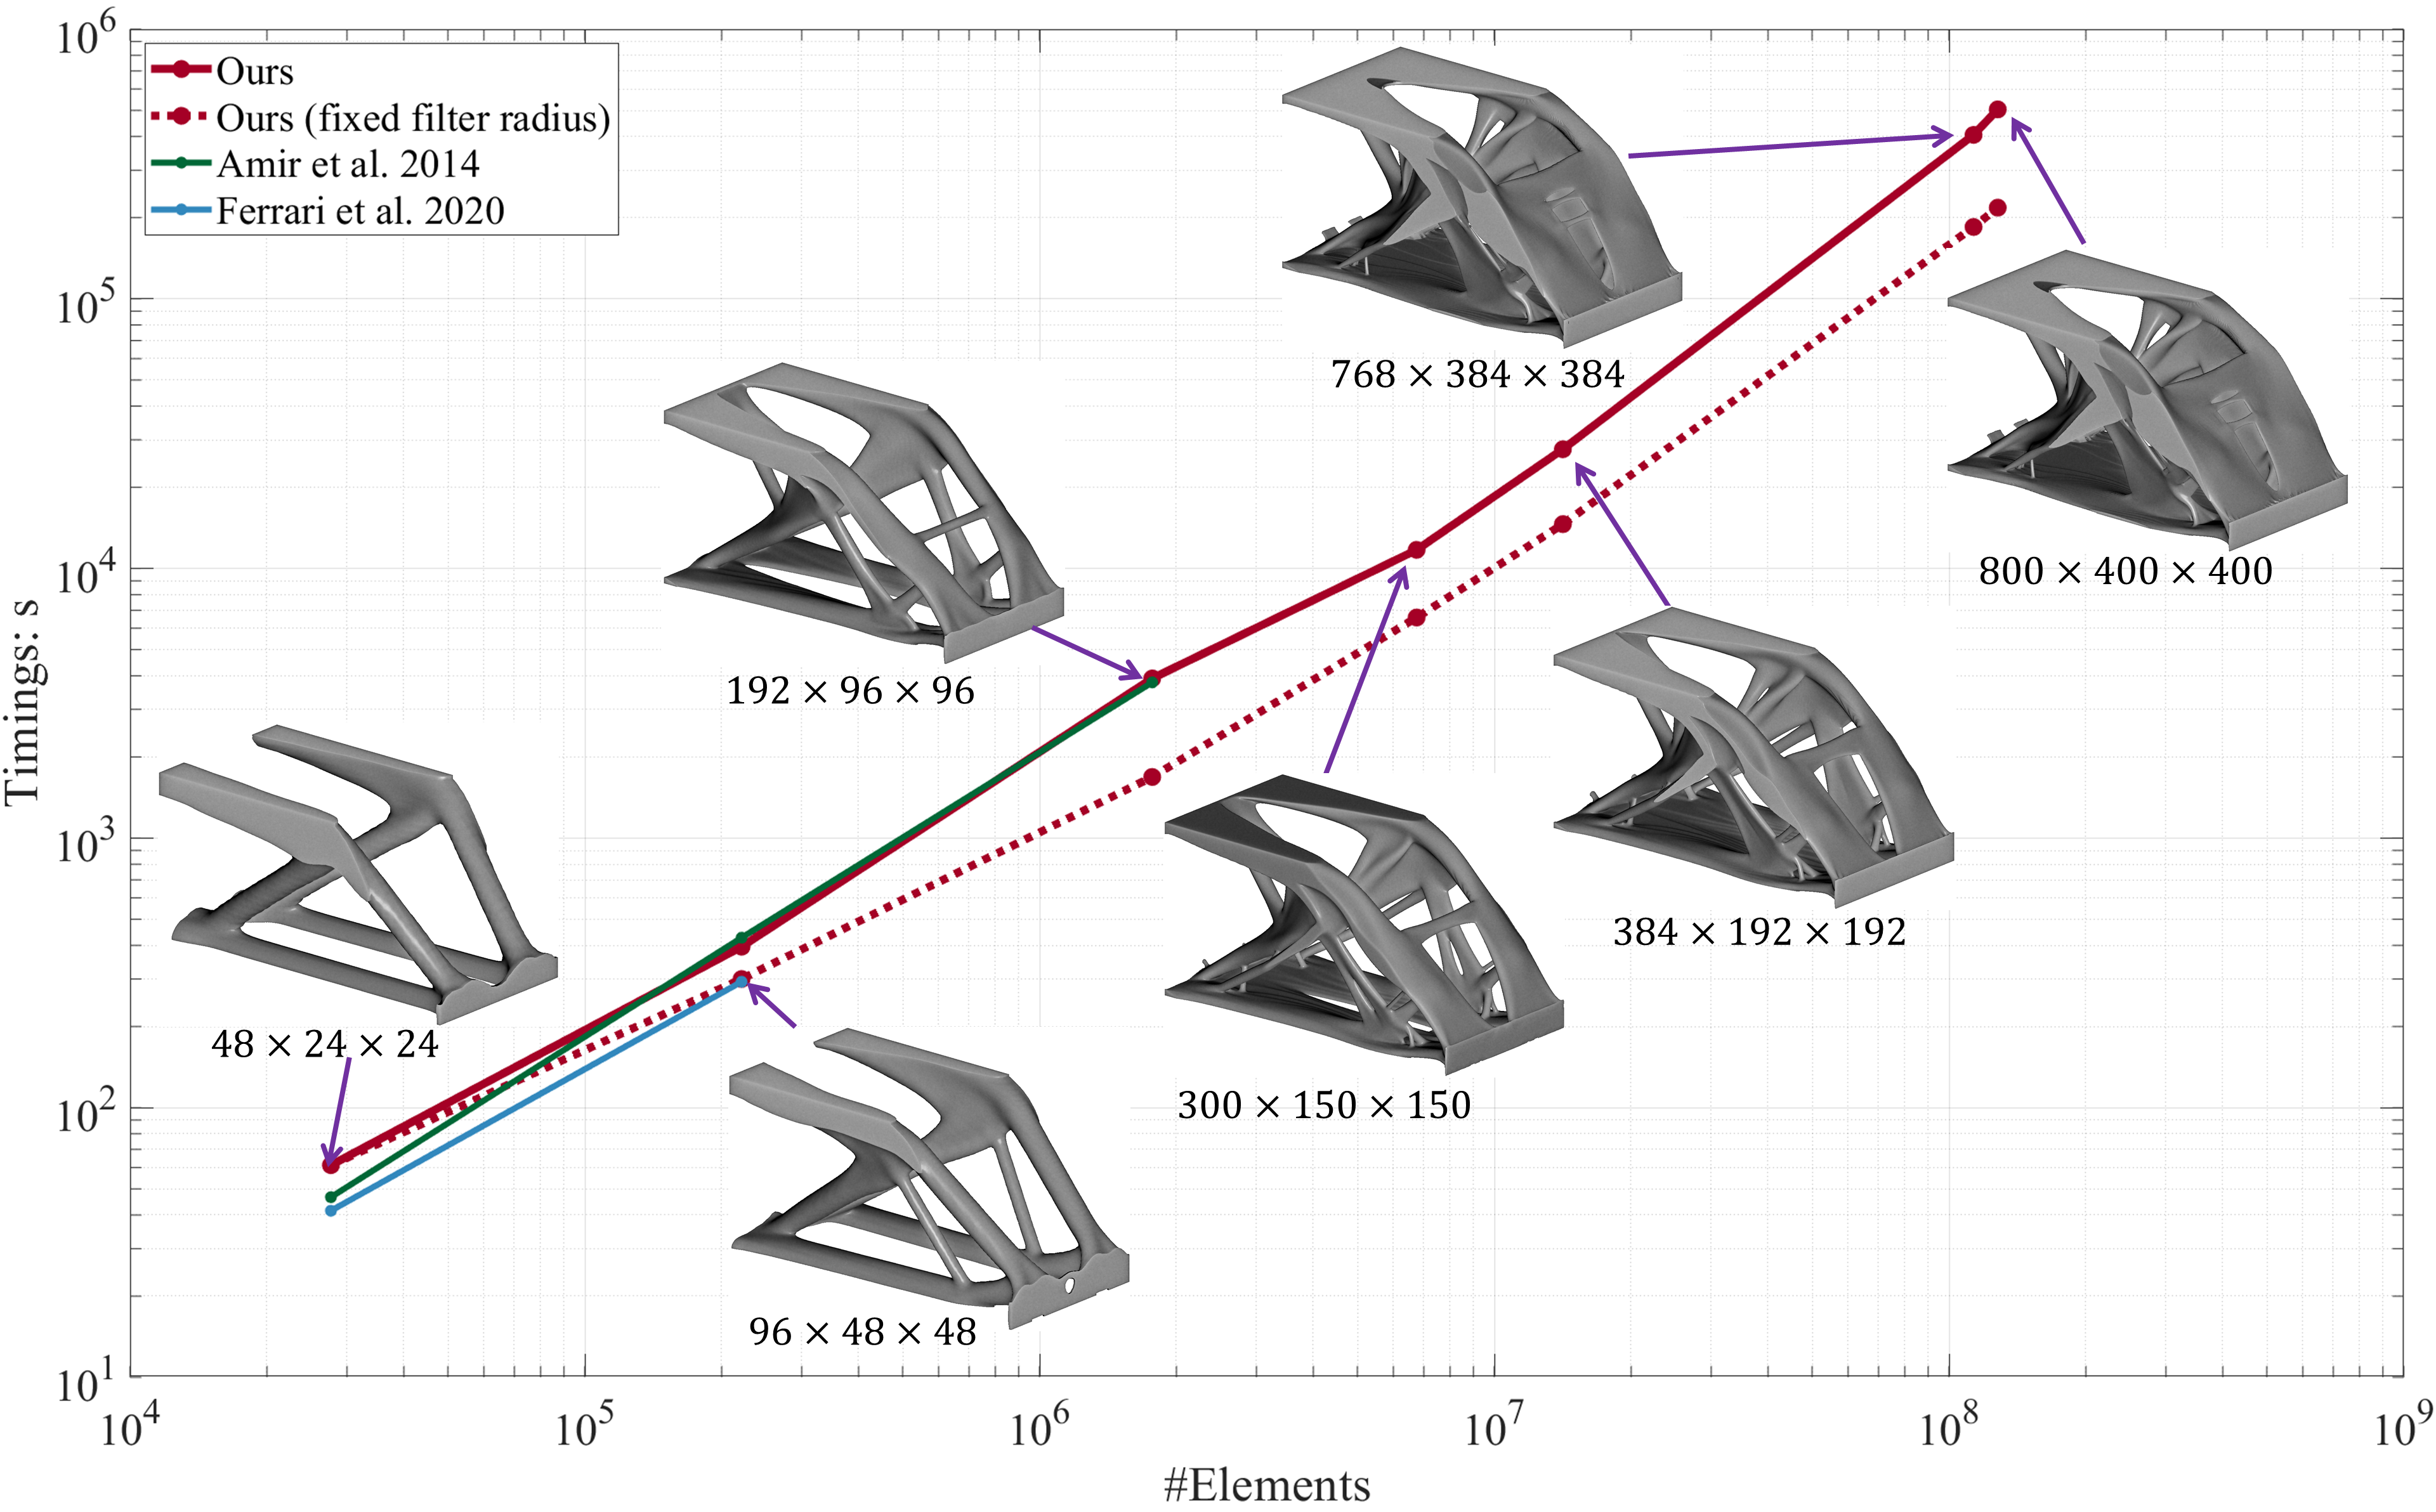 10^6
Ours
Ours (fixed filter radius)
Amir et al. 2014
Ferrari et al. 2020
768 × 384 × 384
10^5
800 × 400 × 400
10^4
Timings: s
192 × 96 × 96
10^3
384 × 192 × 192
48 × 24 × 24
10^2
300 × 150 × 150
96 × 48 × 48
10^1
10^4 10^5 10^6 10^7 10^8 10^9
#Elements